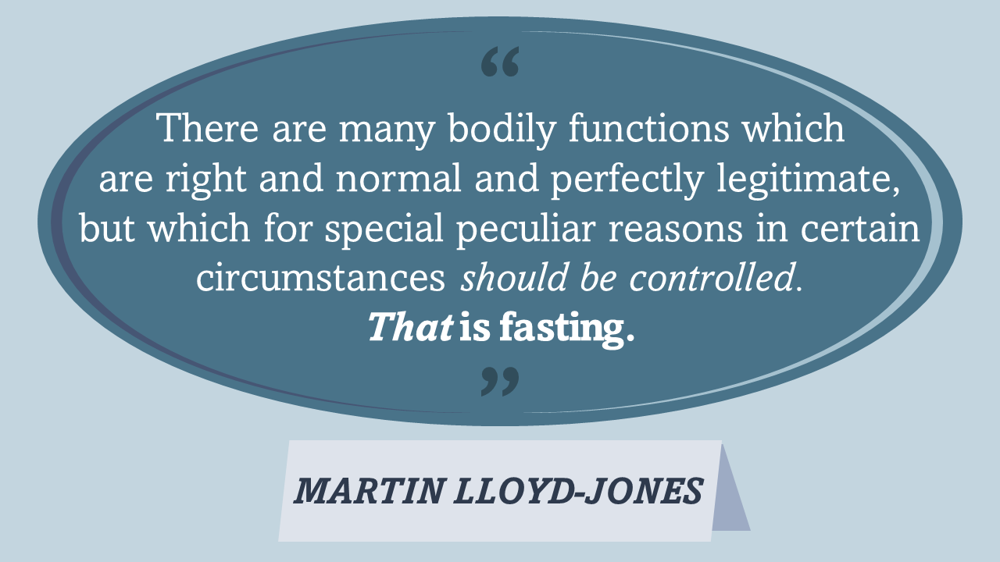 “
There are many bodily functions which
are right and normal and perfectly legitimate,
but which for special peculiar reasons in certain
circumstances should be controlled.
That is fasting.
”
MARTIN LLOYD-JONES